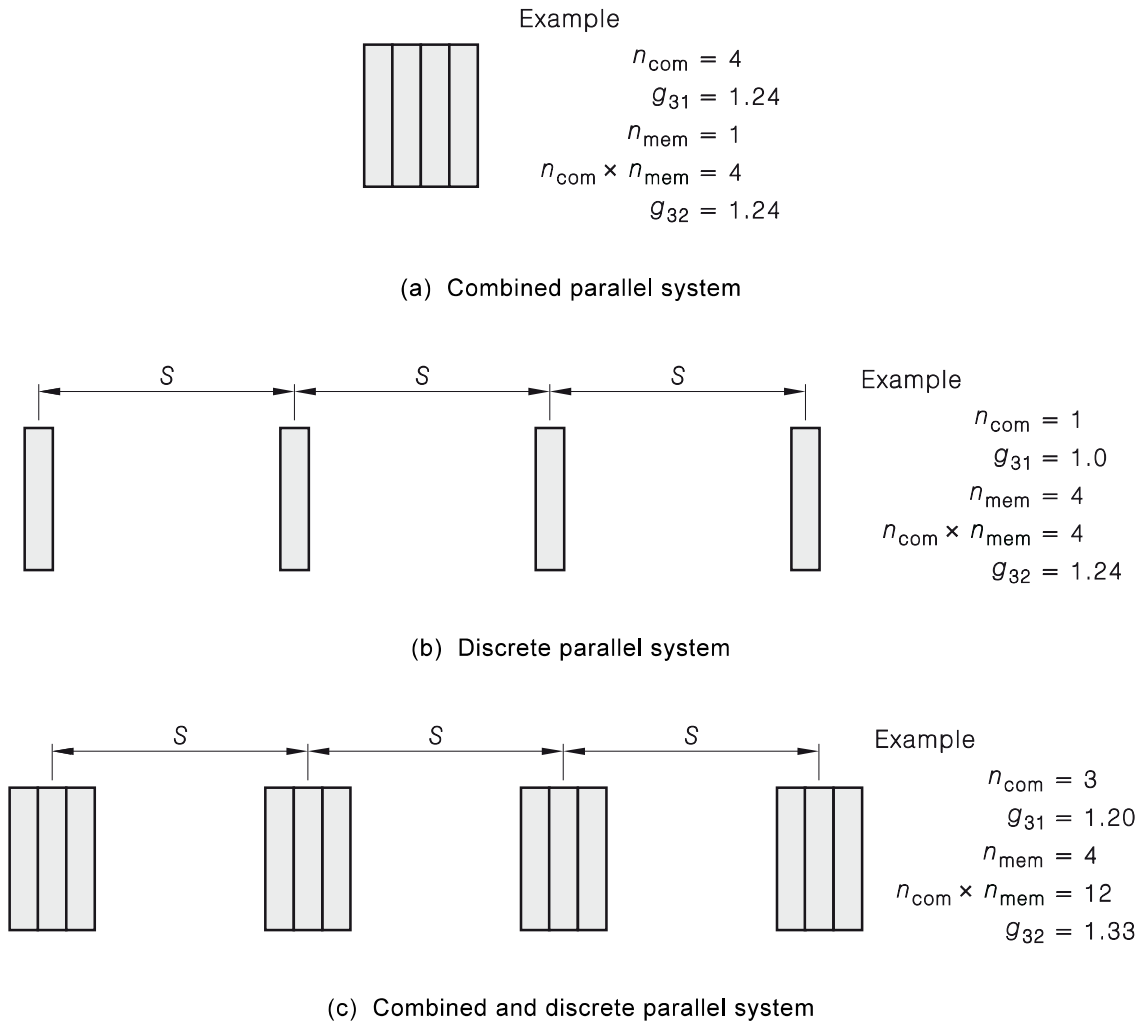 Example
n_com = 4
g_31 = 1.24
n_mem = 1
n_com × n_mem = 4
g_32 = 1.24
(a) Combined parallel system
S S S
Example
n_com = 1
g_31 = 1.0
n_mem = 4
n_com × n_mem = 4
g_32 = 1.24
(b) Discrete parallel system
S S S
Example
n_com = 3
g_31 = 1.20
n_mem = 4
n_com × n_mem = 12
g_32 = 1.33
(c) Combined and discrete parallel system